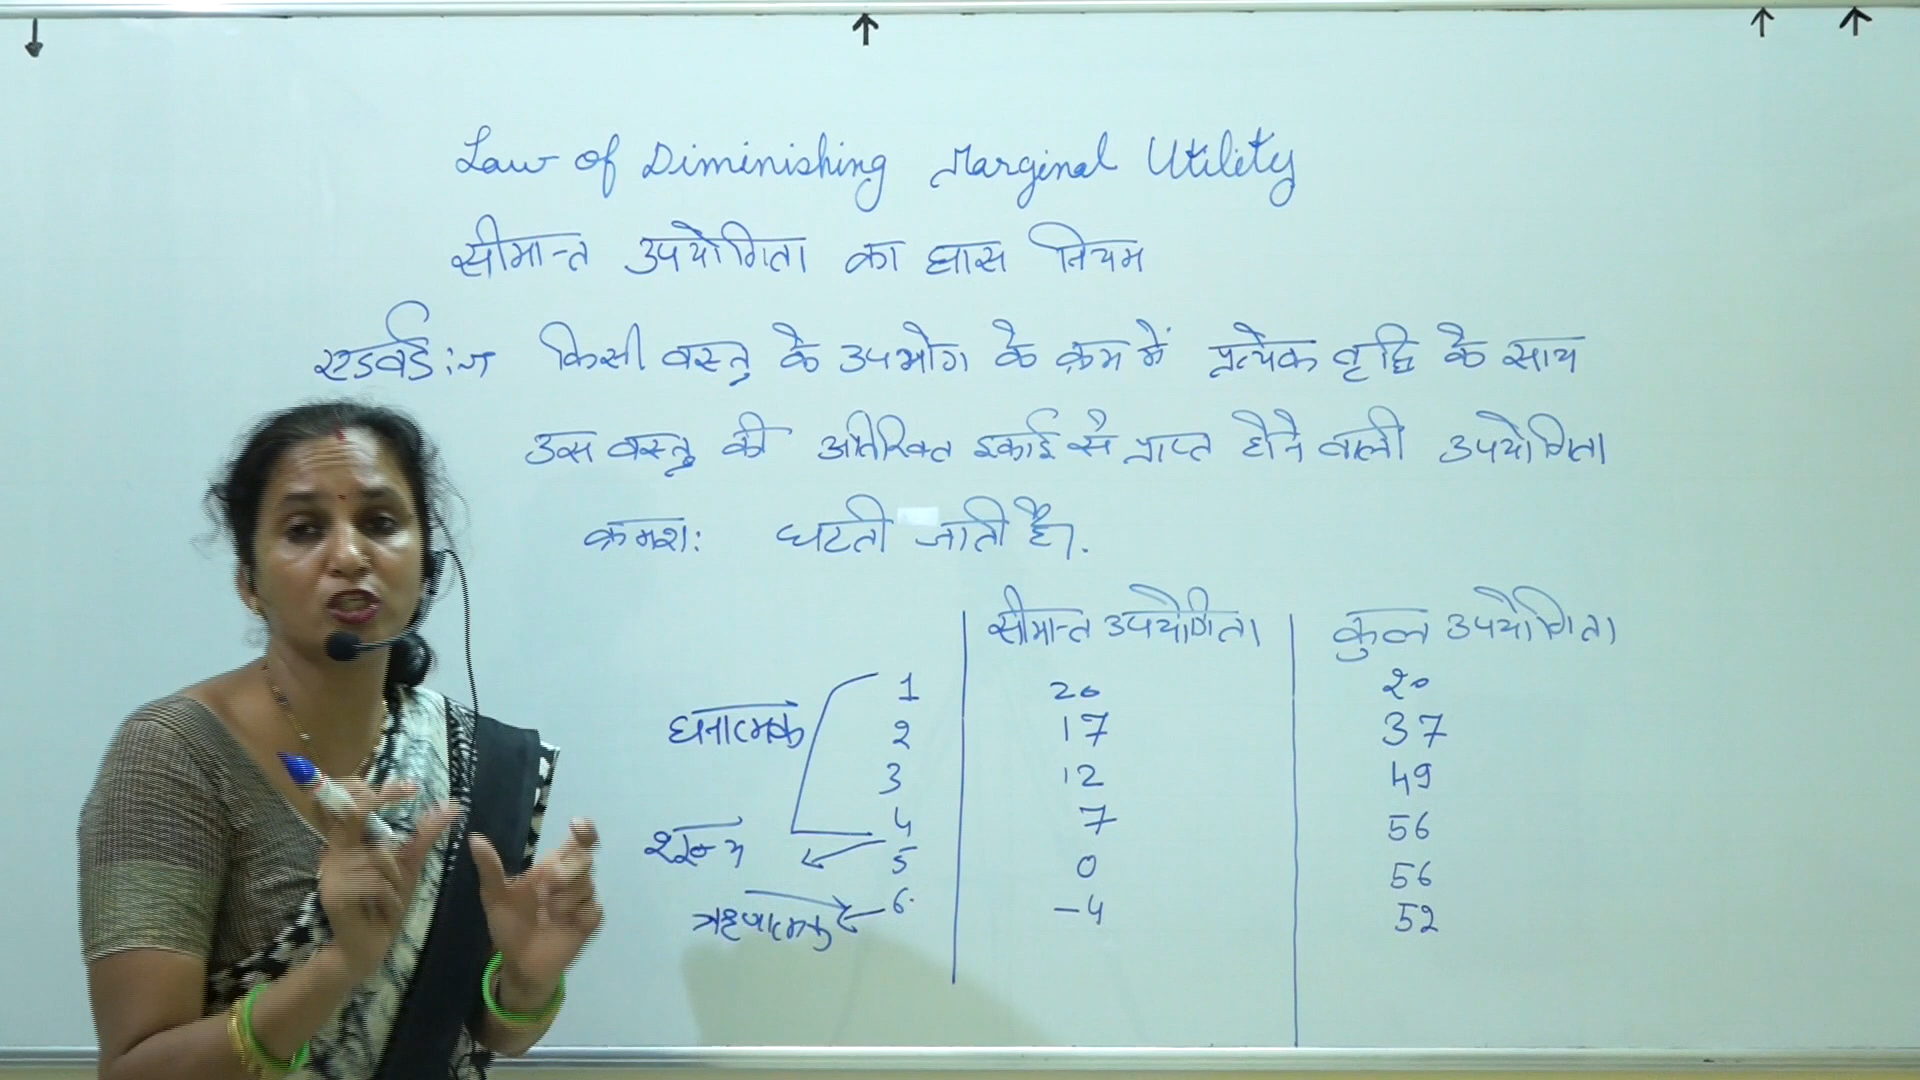 Law of Diminishing Marginal Utility
सीमान्त उपयोगिता का ह्रास नियम
एडवर्ड :→ किसी वस्तु के उपभोग के क्रम में प्रत्येक वृद्धि के साथ
उस वस्तु की अतिरिक्त इकाई से प्राप्त होने वाली उपयोगिता
क्रमश: घटती जाती है।.
सीमान्त उपयोगिता कुल उपयोगिता
1 20 20
धनात्मक 2 17 37
3 12 49
4 7 56
शून्य 5 0 56
ऋणात्मक 6 -4 52